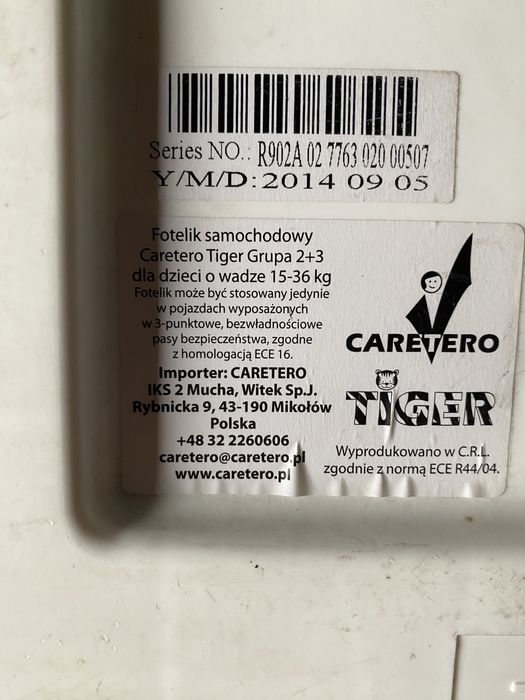 Series NO.: R902A 02 7763 020 00507
Y/M/D: 2014 09 05
Fotelik samochodowy
Caretero Tiger Grupa 2+3
dla dzieci o wadze 15-36 kg
Fotelik może być stosowany jedynie
w pojazdach wyposażonych
w 3-punktowe, bezwładnościowe
pasy bezpieczeństwa, zgodne
z homologacją ECE 16.
Importer: CARETERO
IKS 2 Mucha, Witek Sp.J.
Rybnicka 9, 43-190 Mikołów
Polska
+48 32 2260606
caretero@caretero.pl
www.caretero.pl
CARETERO
TIGER
Wyprodukowano w C.R.L.
zgodnie z normą ECE R44/04.